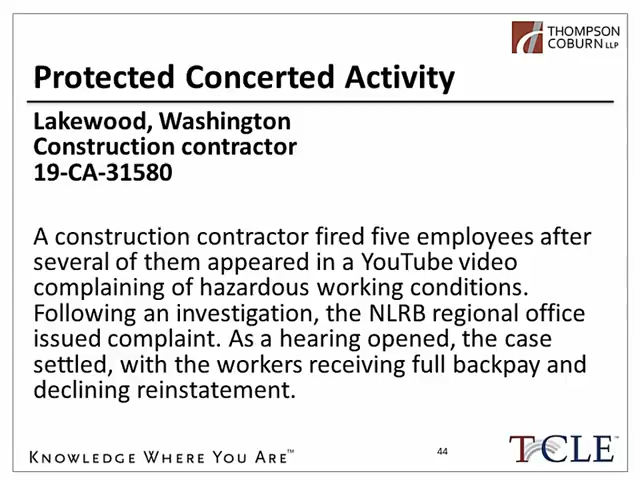 THOMPSON
COBURN LLP
Protected Concerted Activity
Lakewood, Washington
Construction contractor
19-CA-31580
A construction contractor fired five employees after
several of them appeared in a YouTube video
complaining of hazardous working conditions.
Following an investigation, the NLRB regional office
issued complaint. As a hearing opened, the case
settled, with the workers receiving full backpay and
declining reinstatement.
KNOWLEDGE WHERE YOU ARE™
44
TCCLE™